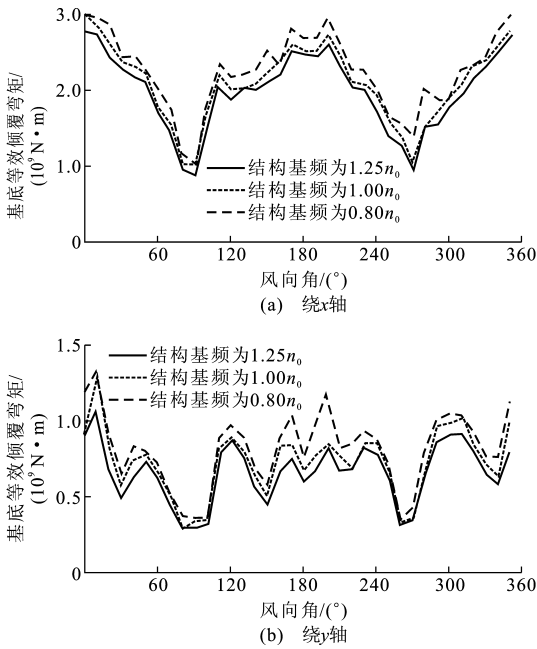 3.0
2.0
1.0
0
基底等效倾覆弯矩/
(10⁹ N·m)
结构基频为1.25n₀
结构基频为1.00n₀
结构基频为0.80n₀
60 120 180 240 300 360
风向角/(°)
(a) 绕x轴
1.5
1.0
0.5
0
基底等效倾覆弯矩/
(10⁹ N·m)
结构基频为1.25n₀
结构基频为1.00n₀
结构基频为0.80n₀
60 120 180 240 300 360
风向角/(°)
(b) 绕y轴